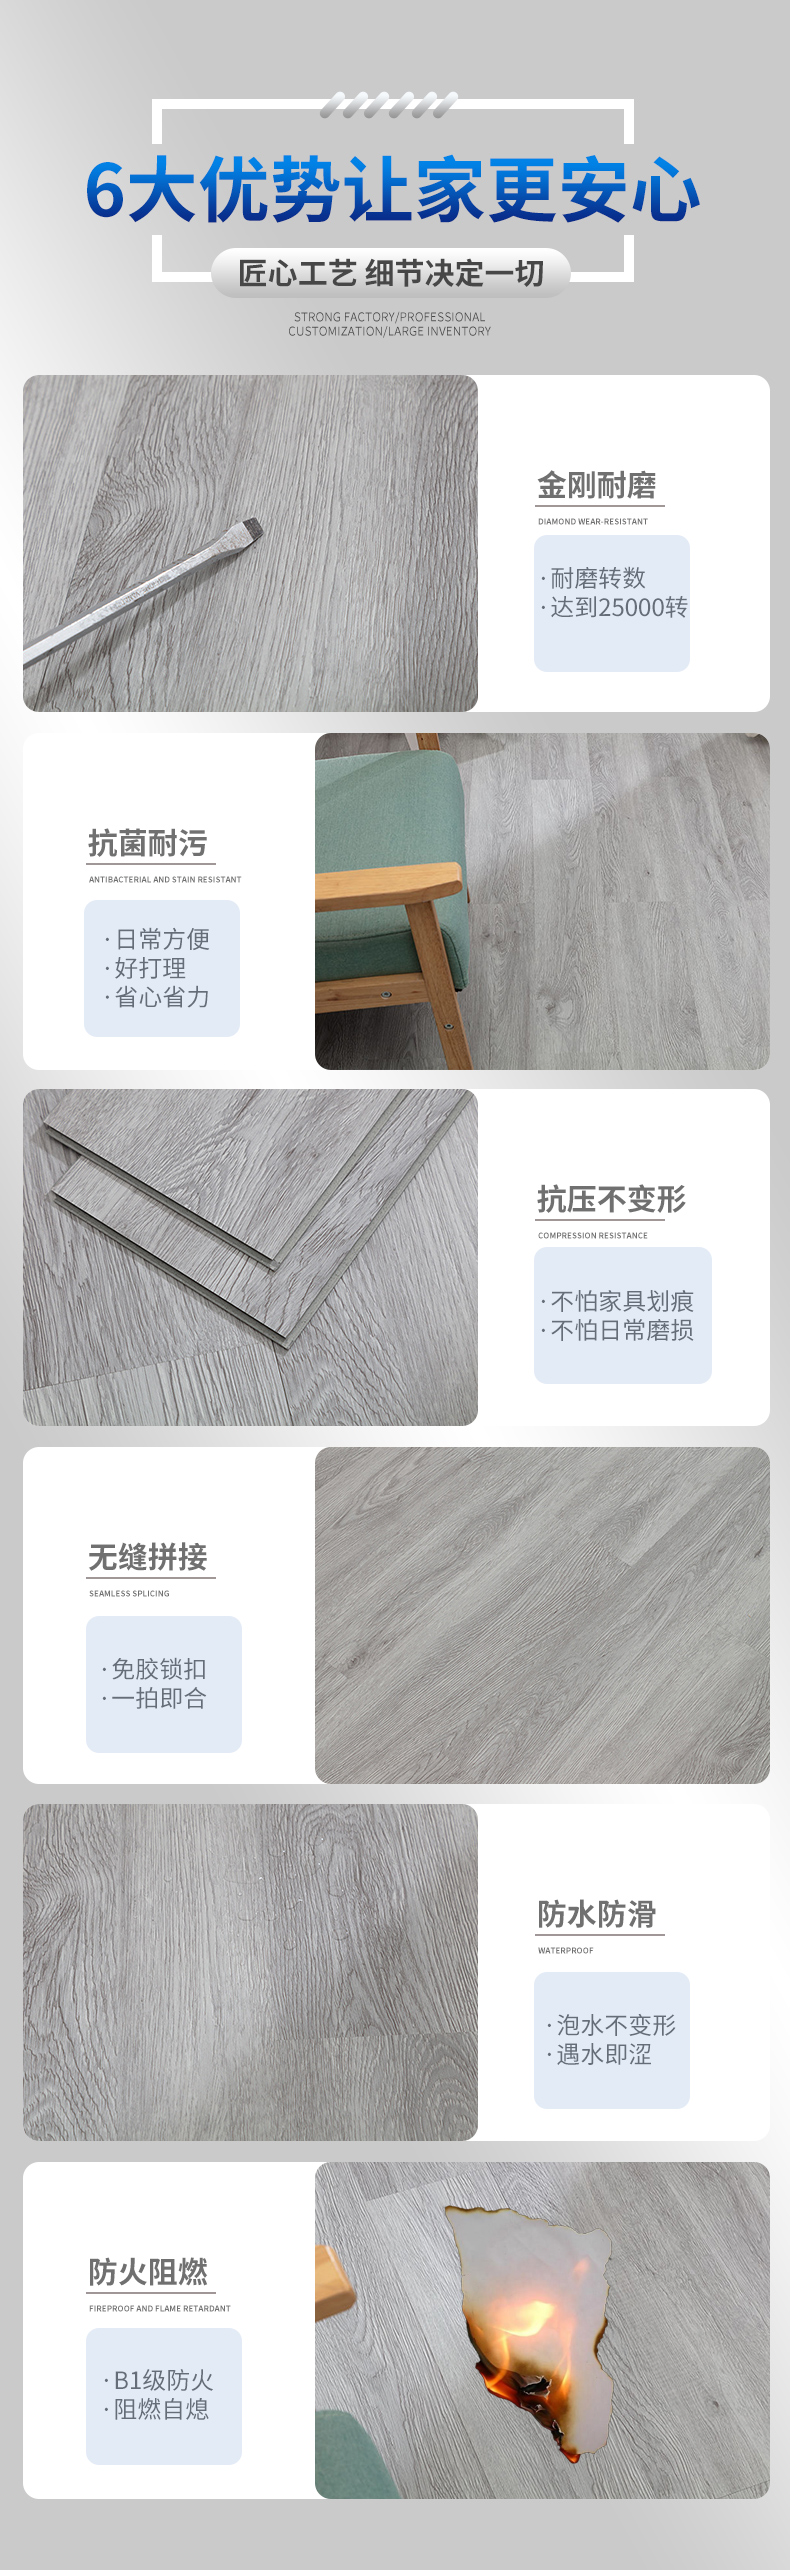 6大优势让家更安心
匠心工艺 细节决定一切
STRONG FACTORY/PROFESSIONAL
CUSTOMIZATION/LARGE INVENTORY
金刚耐磨
DIAMOND WEAR-RESISTANT
·耐磨转数
·达到25000转
抗菌耐污
ANTIBACTERIAL AND STAIN RESISTANT
·日常方便
·好打理
·省心省力
抗压不变形
COMPRESSION RESISTANCE
·不怕家具划痕
·不怕日常磨损
无缝拼接
SEAMLESS SPLICING
·免胶锁扣
·一拍即合
防水防滑
WATERPROOF
·泡水不变形
·遇水即涩
防火阻燃
FIREPROOF AND FLAME RETARDANT
·B1级防火
·阻燃自熄